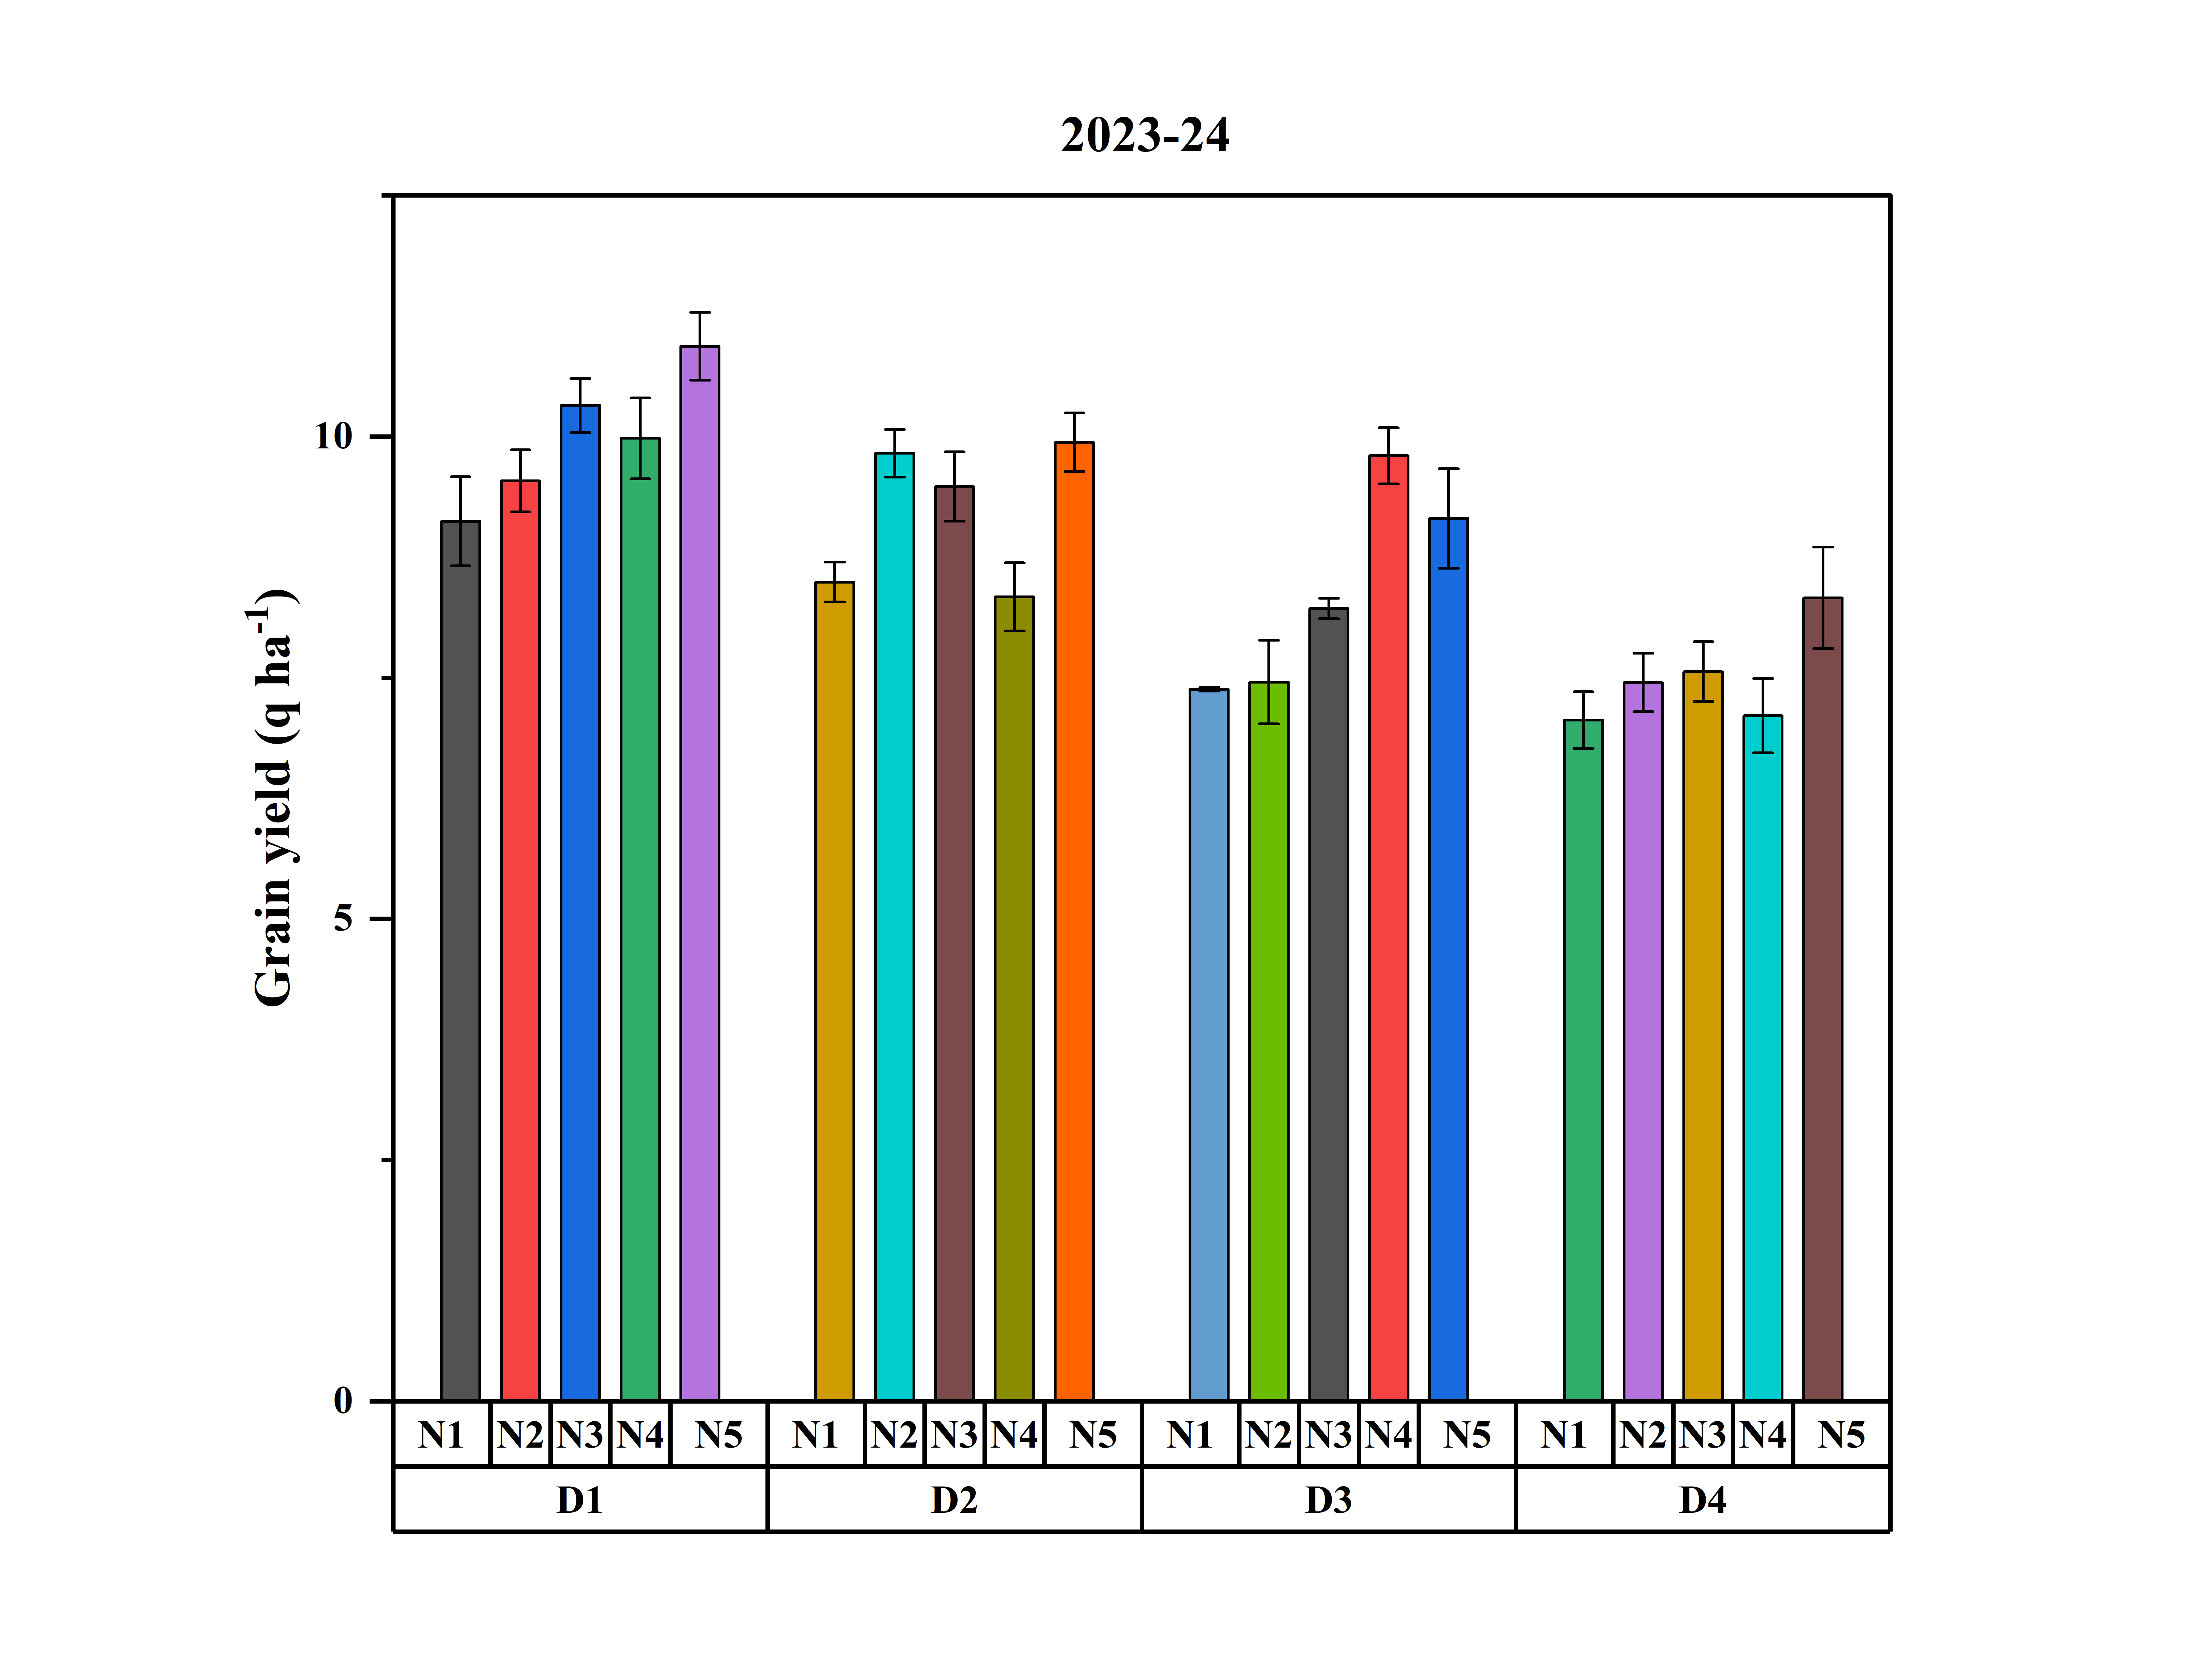 2023-24
Grain yield (q ha⁻¹)
10
5
0
N1 N2 N3 N4 N5 N1 N2 N3 N4 N5 N1 N2 N3 N4 N5 N1 N2 N3 N4 N5
D1 D2 D3 D4